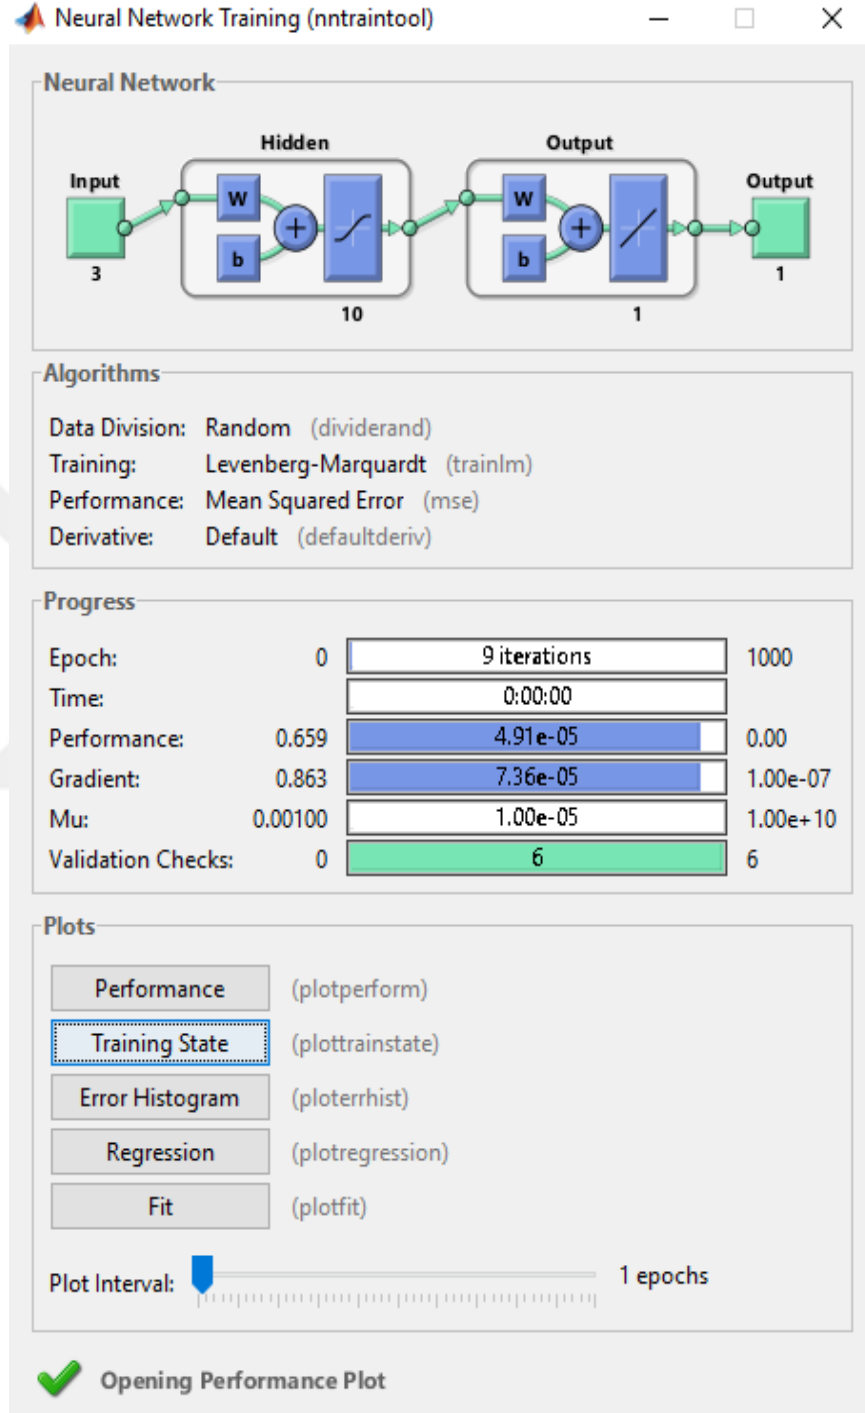 Neural Network Training (nntraintool)
Neural Network
Hidden
Output
Input
Output
W
b
+
W
b
+
3
10
1
1
Algorithms
Data Division: Random (dividerand)
Training: Levenberg-Marquardt (trainlm)
Performance: Mean Squared Error (mse)
Derivative: Default (defaultderiv)
Progress
Epoch: 0 9 iterations 1000
Time: 0:00:00
Performance: 0.659 4.91e-05 0.00
Gradient: 0.863 7.36e-05 1.00e-07
Mu: 0.00100 1.00e-05 1.00e+10
Validation Checks: 0 6 6
Plots
Performance (plotperform)
Training State (plottrainstate)
Error Histogram (ploterrhist)
Regression (plotregression)
Fit (plotfit)
Plot Interval: 1 epochs
Opening Performance Plot